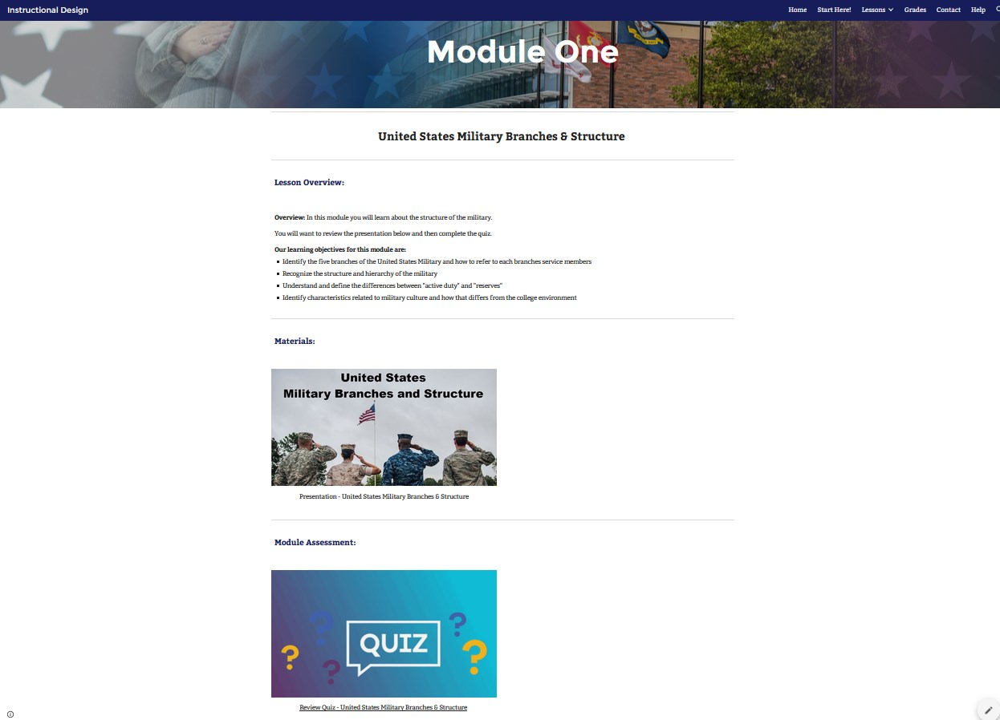 Instructional Design
Home Start Here! Lessons Grades Contact Help
Module One
United States Military Branches & Structure
Lesson Overview:
Overview: In this module you will learn about the structure of the military.
You will want to review the presentation below and then complete the quiz.
Our learning objectives for this module are:
▪ Identify the five branches of the United States Military and how to refer to each branches service members
▪ Recognize the structure and hierarchy of the military
▪ Understand and define the differences between "active duty" and "reserves"
▪ Identify characteristics related to military culture and how that differs from the college environment
Materials:
United States
Military Branches and Structure
Presentation - United States Military Branches & Structure
Module Assessment:
? ? ? ? ?
QUIZ
Review Quiz - United States Military Branches & Structure